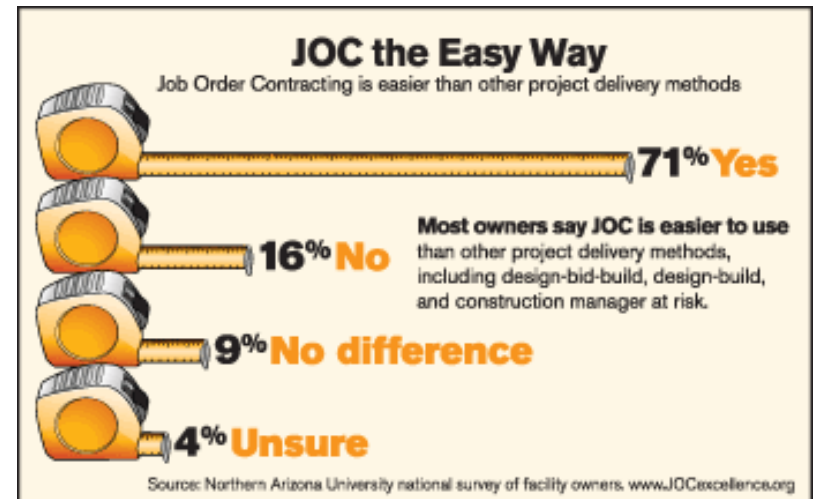 JOC the Easy Way
Job Order Contracting is easier than other project delivery methods
71% Yes
Most owners say JOC is easier to use
than other project delivery methods,
including design-bid-build, design-build,
and construction manager at risk.
16% No
9% No difference
4% Unsure
Source: Northern Arizona University national survey of facility owners. www.JOCexcellence.org